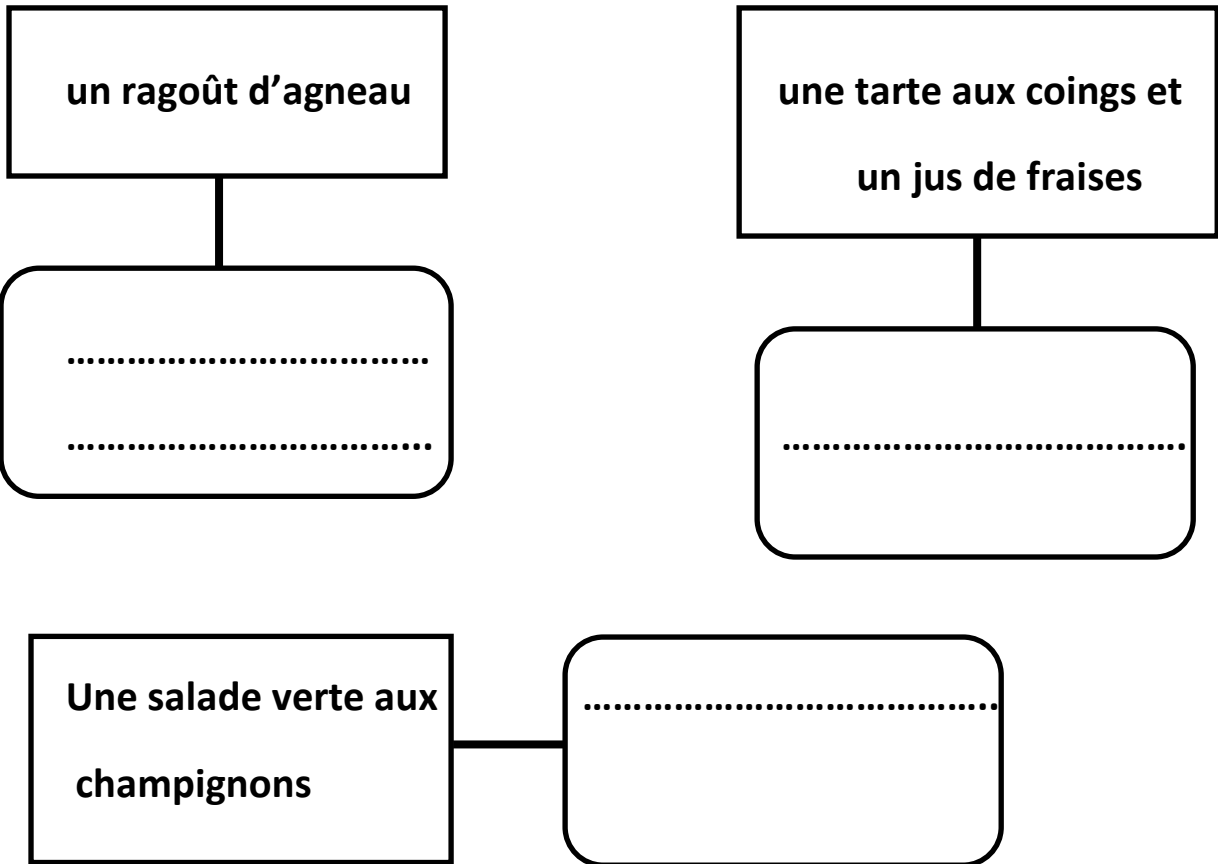 un ragoût d’agneau
une tarte aux coings et
un jus de fraises
……………………………….
……………………………….
………………………………….
Une salade verte aux
champignons
……………………………………